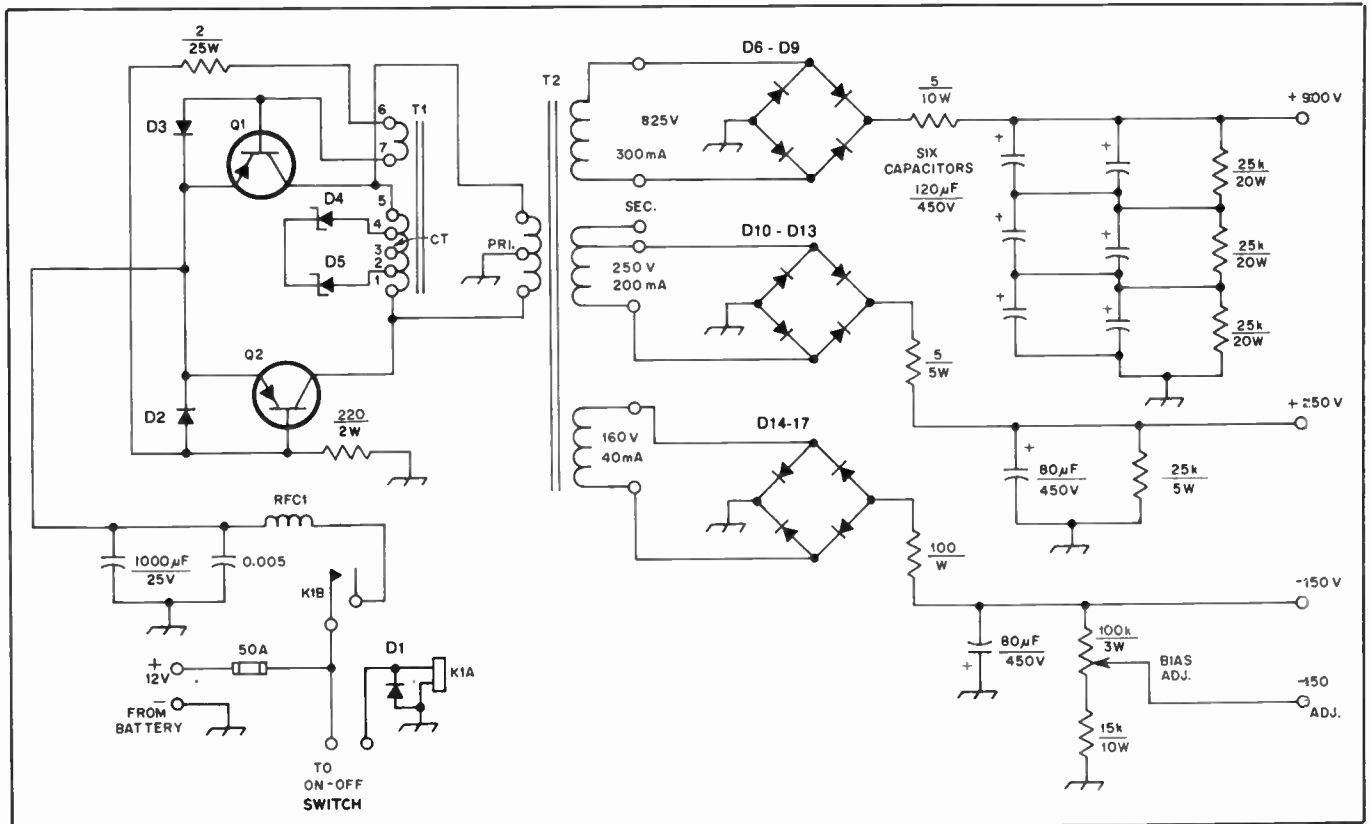 2
25W
D3
Q1
6
T1
7
D4
5
4
3
2
1
CT
D5
Q2
D2
220
2W
RFC1
1000µF
25V
0.005
K1B
50A
+
12V
–
FROM
BATTERY
D1
K1A
TO
ON-OFF
SWITCH
T2
PRI.
825V
300mA
SEC.
250V
200mA
160V
40mA
D6 - D9
5
10W
SIX
CAPACITORS
120µF
450V
+
+
+
+
+
+
25k
20W
25k
20W
25k
20W
+900V
D10 - D13
5
5W
+250V
+
80µF
450V
25k
5W
D14-17
100
W
-150V
80µF
450V
+
100k
3W
BIAS
ADJ.
15k
10W
-150
ADJ.